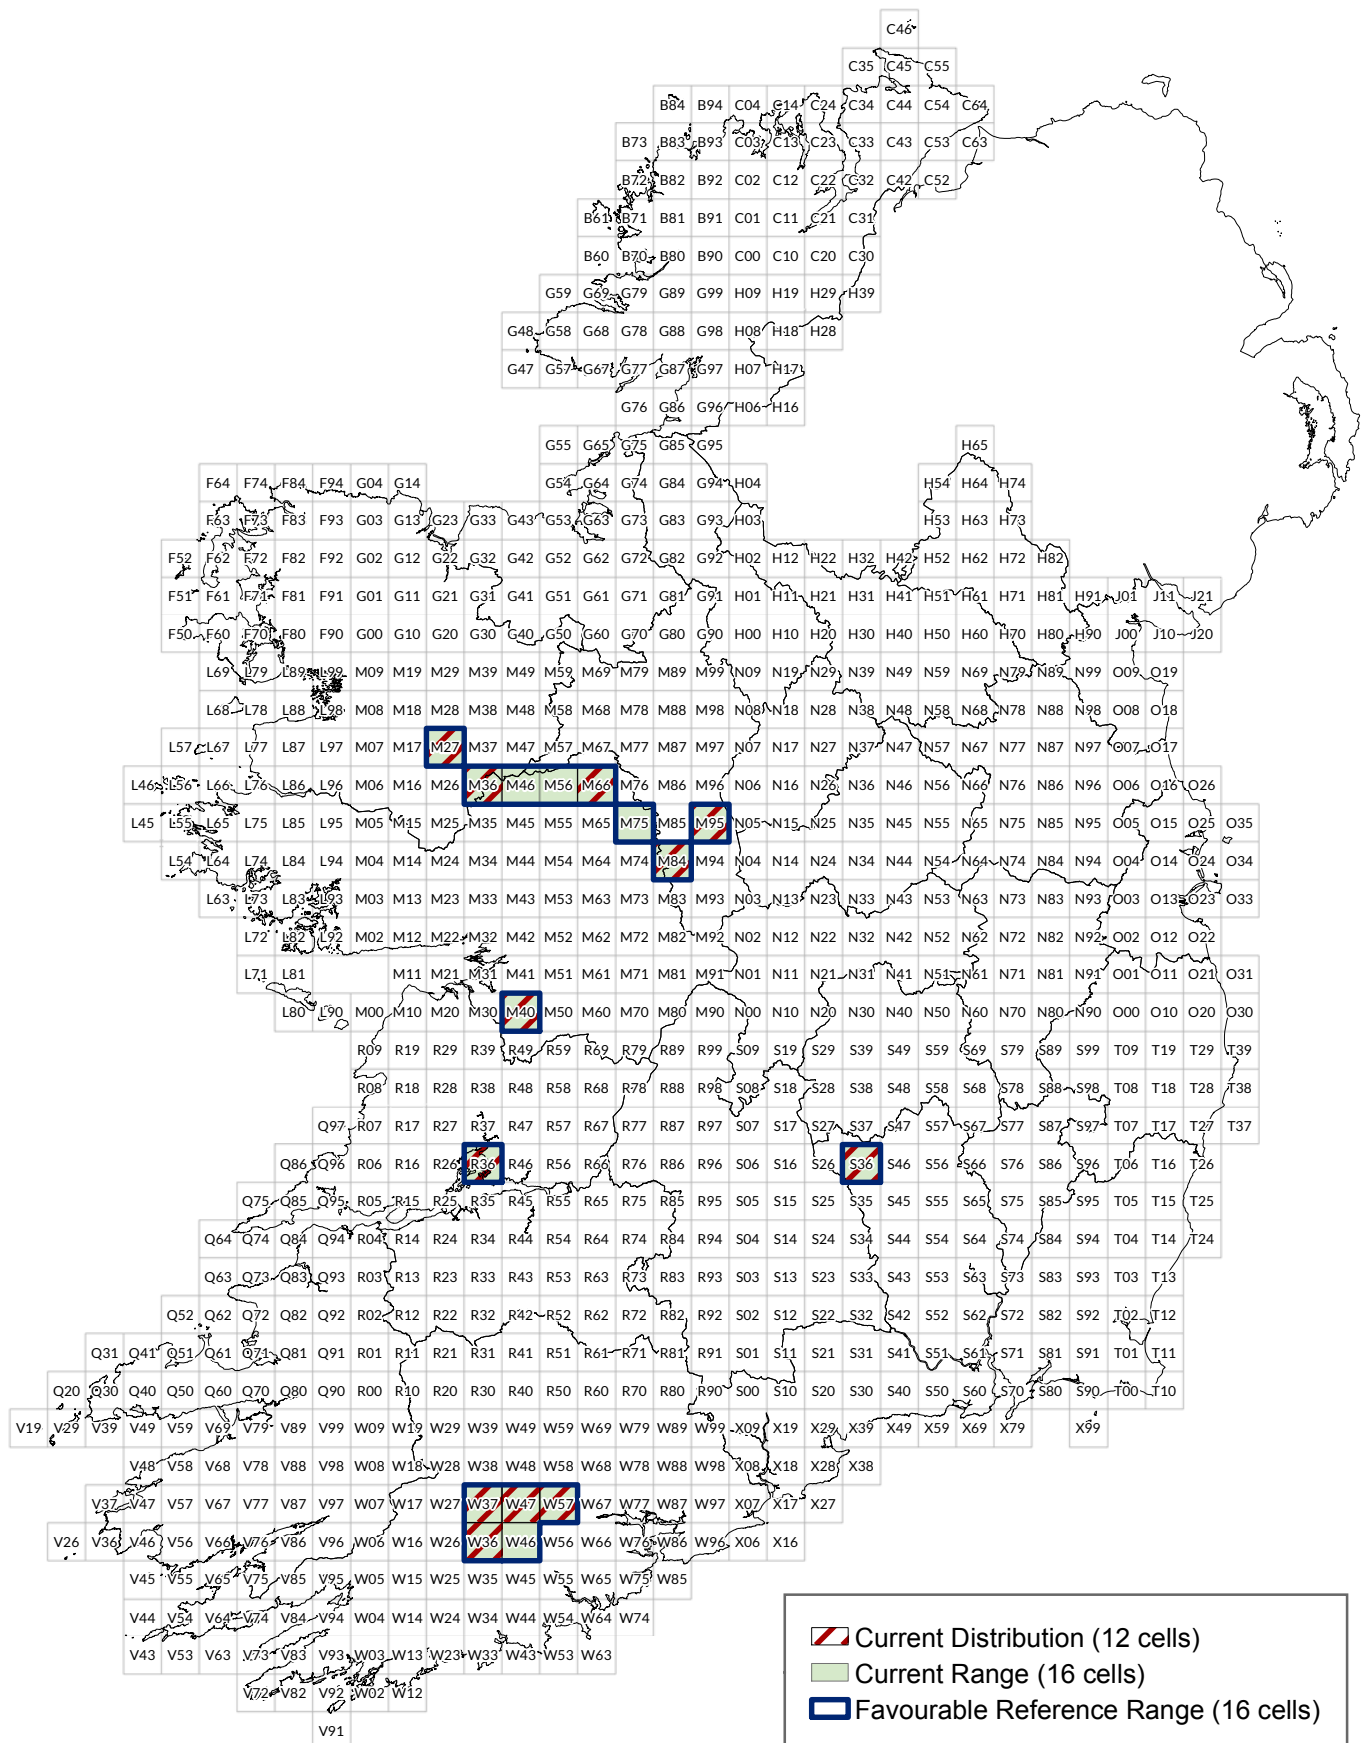 C46
C35 C45 C55
B84 B94 C04 C14 C24 C34 C44 C54 C64
B73 B83 B93 C03 C13 C23 C33 C43 C53 C63
B72 B82 B92 C02 C12 C22 C32 C42 C52
B61 B71 B81 B91 C01 C11 C21 C31
B60 B70 B80 B90 C00 C10 C20 C30
G59 G69 G79 G89 G99 H09 H19 H29 H39
G48 G58 G68 G78 G88 G98 H08 H18 H28
G47 G57 G67 G77 G87 G97 H07 H17
G76 G86 G96 H06 H16
G55 G65 G75 G85 G95 H65
F64 F74 F84 F94 G04 G14 G54 G64 G74 G84 G94 H04 H54 H64 H74
F63 F73 F83 F93 G03 G13 G23 G33 G43 G53 G63 G73 G83 G93 H03 H53 H63 H73
F52 F62 F72 F82 F92 G02 G12 G22 G32 G42 G52 G62 G72 G82 G92 H02 H12 H22 H32 H42 H52 H62 H72 H82
F51 F61 F71 F81 F91 G01 G11 G21 G31 G41 G51 G61 G71 G81 G91 H01 H11 H21 H31 H41 H51 H61 H71 H81 H91 J01 J11 J21
F50 F60 F70 F80 F90 G00 G10 G20 G30 G40 G50 G60 G70 G80 G90 H00 H10 H20 H30 H40 H50 H60 H70 H80 H90 J00 J10 J20
L69 L79 L89 L99 M09 M19 M29 M39 M49 M59 M69 M79 M89 M99 N09 N19 N29 N39 N49 N59 N69 N79 N89 N99 O09 O19
L68 L78 L88 L98 M08 M18 M28 M38 M48 M58 M68 M78 M88 M98 N08 N18 N28 N38 N48 N58 N68 N78 N88 N98 O08 O18
L57 L67 L77 L87 L97 M07 M17 M27 M37 M47 M57 M67 M77 M87 M97 N07 N17 N27 N37 N47 N57 N67 N77 N87 N97 O07 O17
L46 L56 L66 L76 L86 L96 M06 M16 M26 M36 M46 M56 M66 M76 M86 M96 N06 N16 N26 N36 N46 N56 N66 N76 N86 N96 O06 O16 O26
L45 L55 L65 L75 L85 L95 M05 M15 M25 M35 M45 M55 M65 M75 M85 M95 N05 N15 N25 N35 N45 N55 N65 N75 N85 N95 O05 O15 O25 O35
L54 L64 L74 L84 L94 M04 M14 M24 M34 M44 M54 M64 M74 M84 M94 N04 N14 N24 N34 N44 N54 N64 N74 N84 N94 O04 O14 O24 O34
L63 L73 L83 L93 M03 M13 M23 M33 M43 M53 M63 M73 M83 M93 N03 N13 N23 N33 N43 N53 N63 N73 N83 N93 O03 O13 O23 O33
L72 L82 L92 M02 M12 M22 M32 M42 M52 M62 M72 M82 M92 N02 N12 N22 N32 N42 N52 N62 N72 N82 N92 O02 O12 O22
L71 L81 M11 M21 M31 M41 M51 M61 M71 M81 M91 N01 N11 N21 N31 N41 N51 N61 N71 N81 N91 O01 O11 O21 O31
L80 L90 M00 M10 M20 M30 M40 M50 M60 M70 M80 M90 N00 N10 N20 N30 N40 N50 N60 N70 N80 N90 O00 O10 O20 O30
R09 R19 R29 R39 R49 R59 R69 R79 R89 R99 S09 S19 S29 S39 S49 S59 S69 S79 S89 S99 T09 T19 T29 T39
R08 R18 R28 R38 R48 R58 R68 R78 R88 R98 S08 S18 S28 S38 S48 S58 S68 S78 S88 S98 T08 T18 T28 T38
Q97 R07 R17 R27 R37 R47 R57 R67 R77 R87 R97 S07 S17 S27 S37 S47 S57 S67 S77 S87 S97 T07 T17 T27 T37
Q86 Q96 R06 R16 R26 R36 R46 R56 R66 R76 R86 R96 S06 S16 S26 S36 S46 S56 S66 S76 S86 S96 T06 T16 T26
Q75 Q85 Q95 R05 R15 R25 R35 R45 R55 R65 R75 R85 R95 S05 S15 S25 S35 S45 S55 S65 S75 S85 S95 T05 T15 T25
Q64 Q74 Q84 Q94 R04 R14 R24 R34 R44 R54 R64 R74 R84 R94 S04 S14 S24 S34 S44 S54 S64 S74 S84 S94 T04 T14 T24
Q63 Q73 Q83 Q93 R03 R13 R23 R33 R43 R53 R63 R73 R83 R93 S03 S13 S23 S33 S43 S53 S63 S73 S83 S93 T03 T13
Q52 Q62 Q72 Q82 Q92 R02 R12 R22 R32 R42 R52 R62 R72 R82 R92 S02 S12 S22 S32 S42 S52 S62 S72 S82 S92 T02 T12
Q31 Q41 Q51 Q61 Q71 Q81 Q91 R01 R11 R21 R31 R41 R51 R61 R71 R81 R91 S01 S11 S21 S31 S41 S51 S61 S71 S81 S91 T01 T11
Q20 Q30 Q40 Q50 Q60 Q70 Q80 Q90 R00 R10 R20 R30 R40 R50 R60 R70 R80 R90 S00 S10 S20 S30 S40 S50 S60 S70 S80 S90 T00 T10
V19 V29 V39 V49 V59 V69 V79 V89 V99 W09 W19 W29 W39 W49 W59 W69 W79 W89 W99 X09 X19 X29 X39 X49 X59 X69 X79 X99
V48 V58 V68 V78 V88 V98 W08 W18 W28 W38 W48 W58 W68 W78 W88 W98 X08 X18 X28 X38
V37 V47 V57 V67 V77 V87 V97 W07 W17 W27 W37 W47 W57 W67 W77 W87 W97 X07 X17 X27
V26 V36 V46 V56 V66 V76 V86 V96 W06 W16 W26 W36 W46 W56 W66 W76 W86 W96 X06 X16
V45 V55 V65 V75 V85 V95 W05 W15 W25 W35 W45 W55 W65 W75 W85
V44 V54 V64 V74 V84 V94 W04 W14 W24 W34 W44 W54 W64 W74
V43 V53 V63 V73 V83 V93 W03 W13 W23 W33 W43 W53 W63
V72 V82 V92 W02 W12
V91
Current Distribution (12 cells)
Current Range (16 cells)
Favourable Reference Range (16 cells)